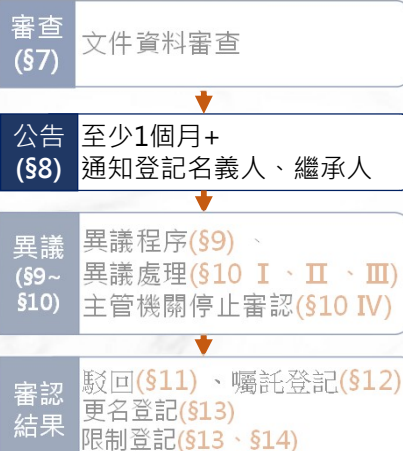 審查
(§7)
文件資料審查
公告
(§8)
至少1個月+
通知登記名義人、繼承人
異議
(§9~
§10)
異議程序(§9) 、
異議處理(§10 Ⅰ、Ⅱ 、Ⅲ)
主管機關停止審認(§10 Ⅳ)
審認
結果
駁回(§11) 、囑託登記(§12)
更名登記(§13)
限制登記(§13、§14)